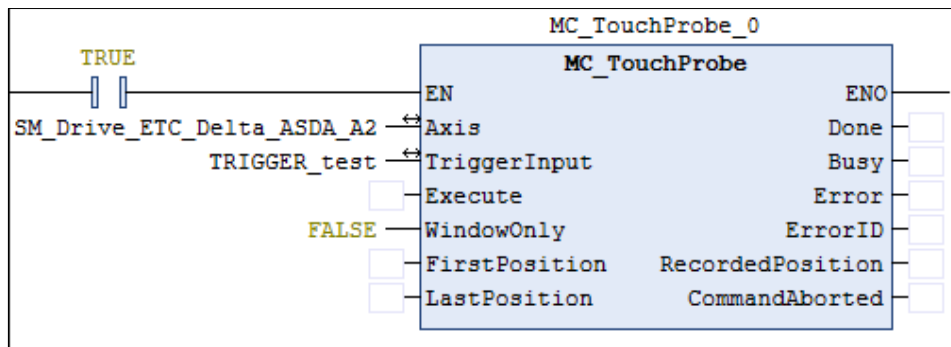 MC_TouchProbe_0
TRUE
MC_TouchProbe
EN ENO
SM_Drive_ETC_Delta_ASDA_A2 Axis Done
TRIGGER_test TriggerInput Busy
Execute Error
FALSE WindowOnly ErrorID
FirstPosition RecordedPosition
LastPosition CommandAborted